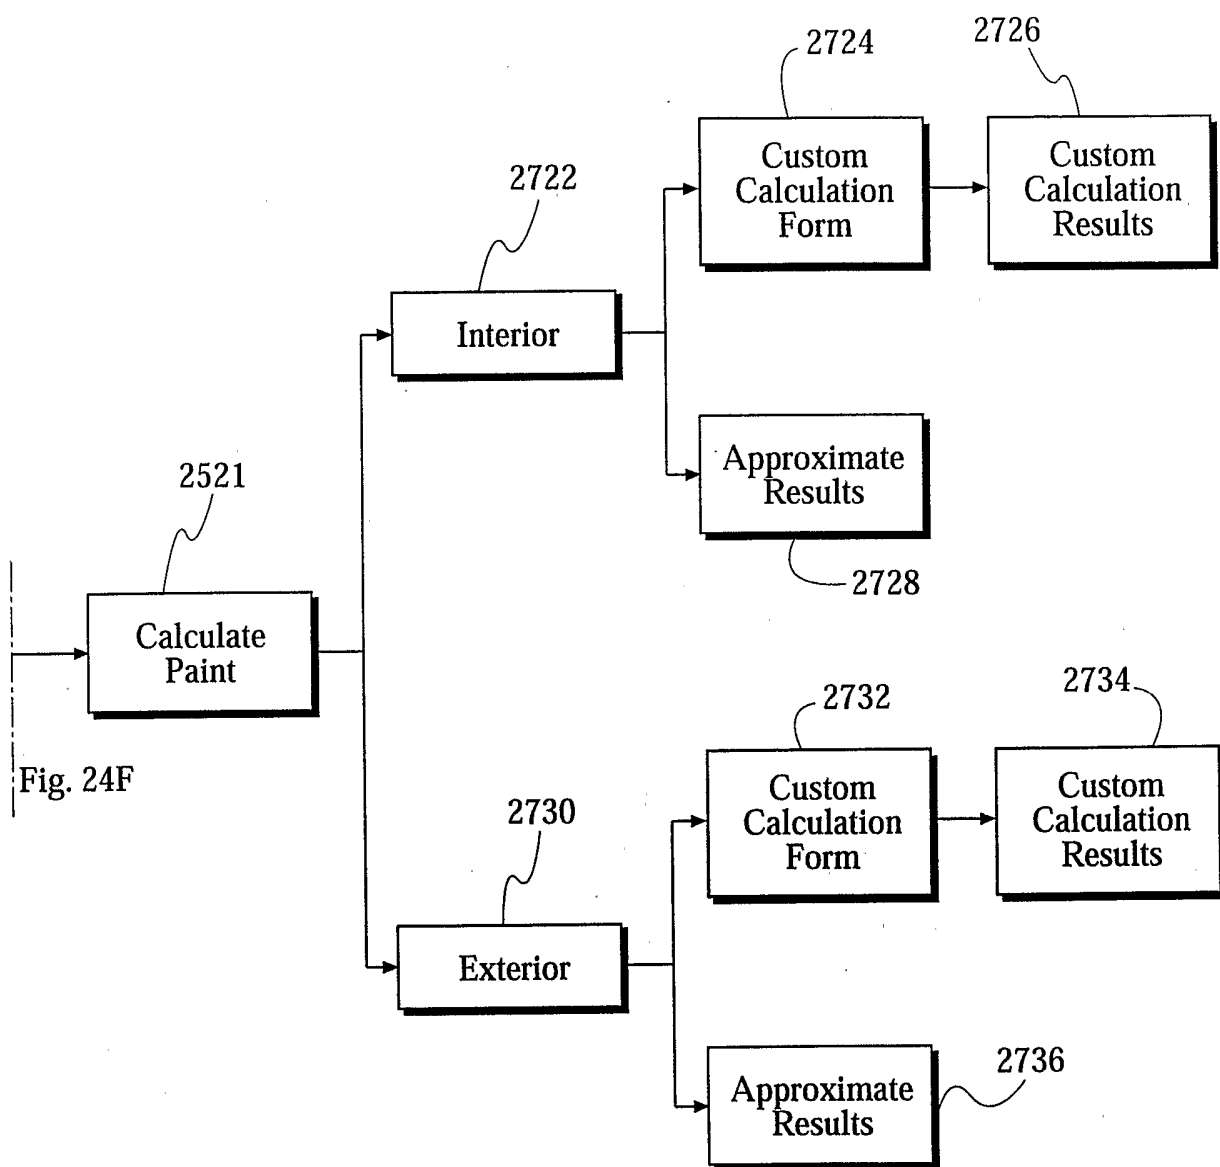 2724
2726
Custom
Calculation
Form
Custom
Calculation
Results
2722
Interior
Approximate
Results
2728
2521
Calculate
Paint
Fig. 24F
2732
2734
Custom
Calculation
Form
Custom
Calculation
Results
2730
Exterior
Approximate
Results
2736